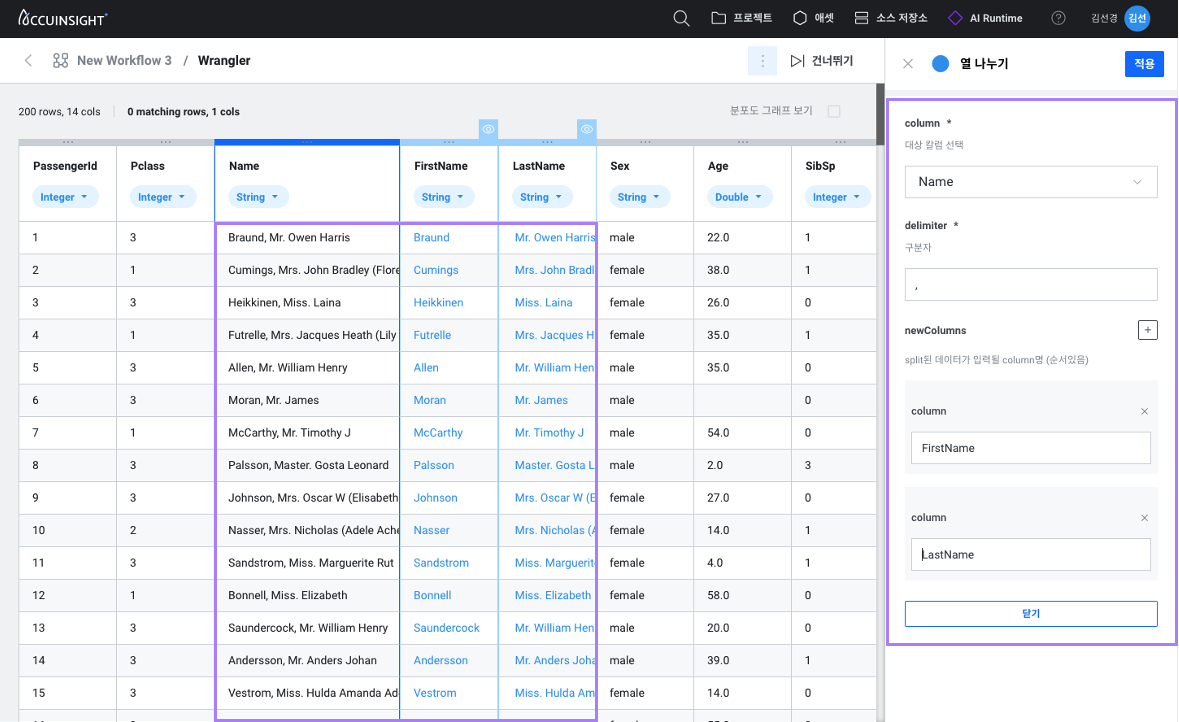 ACCUINSIGHT+
프로젝트
애셋
소스 저장소
AI Runtime
김선경
김선
New Workflow 3 / Wrangler
건너뛰기
200 rows, 14 cols
0 matching rows, 1 cols
분포도 그래프 보기
PassengerId Pclass Name FirstName LastName Sex Age SibSp
Integer Integer String String String String Double Integer
1 3 Braund, Mr. Owen Harris Braund Mr. Owen Harris male 22.0 1
2 1 Cumings, Mrs. John Bradley (Flore Cumings Mrs. John Bradl female 38.0 1
3 3 Heikkinen, Miss. Laina Heikkinen Miss. Laina female 26.0 0
4 1 Futrelle, Mrs. Jacques Heath (Lily Futrelle Mrs. Jacques H female 35.0 1
5 3 Allen, Mr. William Henry Allen Mr. William Hen male 35.0 0
6 3 Moran, Mr. James Moran Mr. James male 0
7 1 McCarthy, Mr. Timothy J McCarthy Mr. Timothy J male 54.0 0
8 3 Palsson, Master. Gosta Leonard Palsson Master. Gosta L male 2.0 3
9 3 Johnson, Mrs. Oscar W (Elisabeth Johnson Mrs. Oscar W (E female 27.0 0
10 2 Nasser, Mrs. Nicholas (Adele Ache Nasser Mrs. Nicholas (A female 14.0 1
11 3 Sandstrom, Miss. Marguerite Rut Sandstrom Miss. Marguerit female 4.0 1
12 1 Bonnell, Miss. Elizabeth Bonnell Miss. Elizabeth female 58.0 0
13 3 Saundercock, Mr. William Henry Saundercock Mr. William Hen male 20.0 0
14 3 Andersson, Mr. Anders Johan Andersson Mr. Anders Joha male 39.0 1
15 3 Vestrom, Miss. Hulda Amanda Ad Vestrom Miss. Hulda Am female 14.0 0
열 나누기
적용
column *
대상 칼럼 선택
Name
delimiter *
구분자
,
newColumns
+
split된 데이터가 입력될 column명 (순서있음)
column
FirstName
column
LastName
닫기